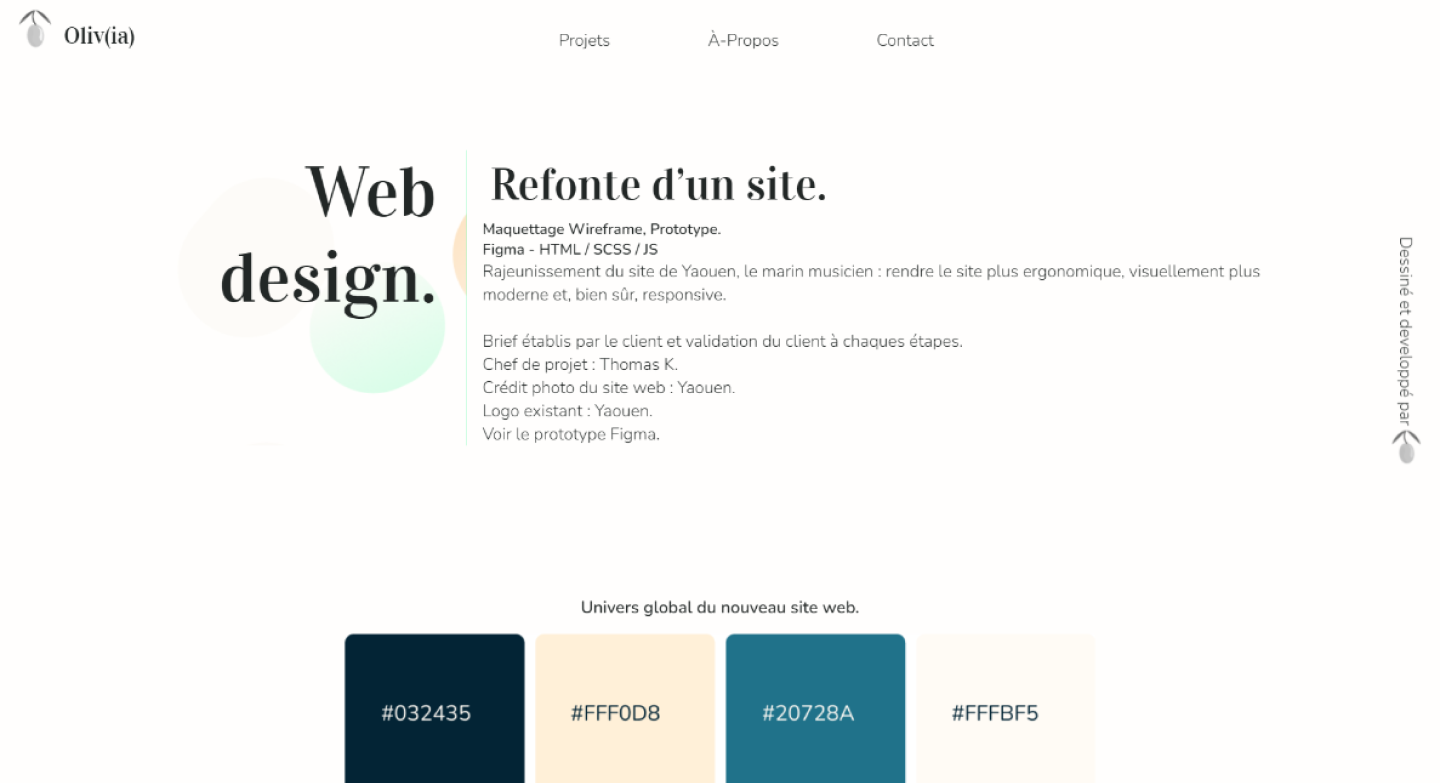 Oliv(ia)
Projets
À-Propos
Contact
Web
design.
Refonte d’un site.
Maquettage Wireframe, Prototype.
Figma - HTML / SCSS / JS
Rajeunissement du site de Yaouen, le marin musicien : rendre le site plus ergonomique, visuellement plus
moderne et, bien sûr, responsive.
Brief établis par le client et validation du client à chaques étapes.
Chef de projet : Thomas K.
Crédit photo du site web : Yaouen.
Logo existant : Yaouen.
Voir le prototype Figma.
Dessiné et developpé par
Univers global du nouveau site web.
#032435
#FFF0D8
#20728A
#FFFBF5